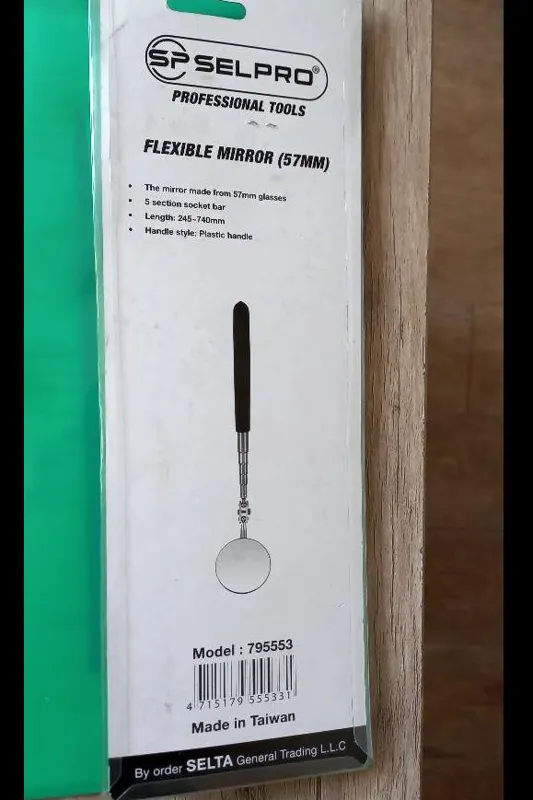 SP SELPRO®
PROFESSIONAL TOOLS
FLEXIBLE MIRROR (57MM)
• The mirror made from 57mm glasses
• 5 section socket bar
• Length: 245~740mm
• Handle style: Plastic handle
Model : 795553
4 715179 555331
Made in Taiwan
By order SELTA General Trading L.L.C